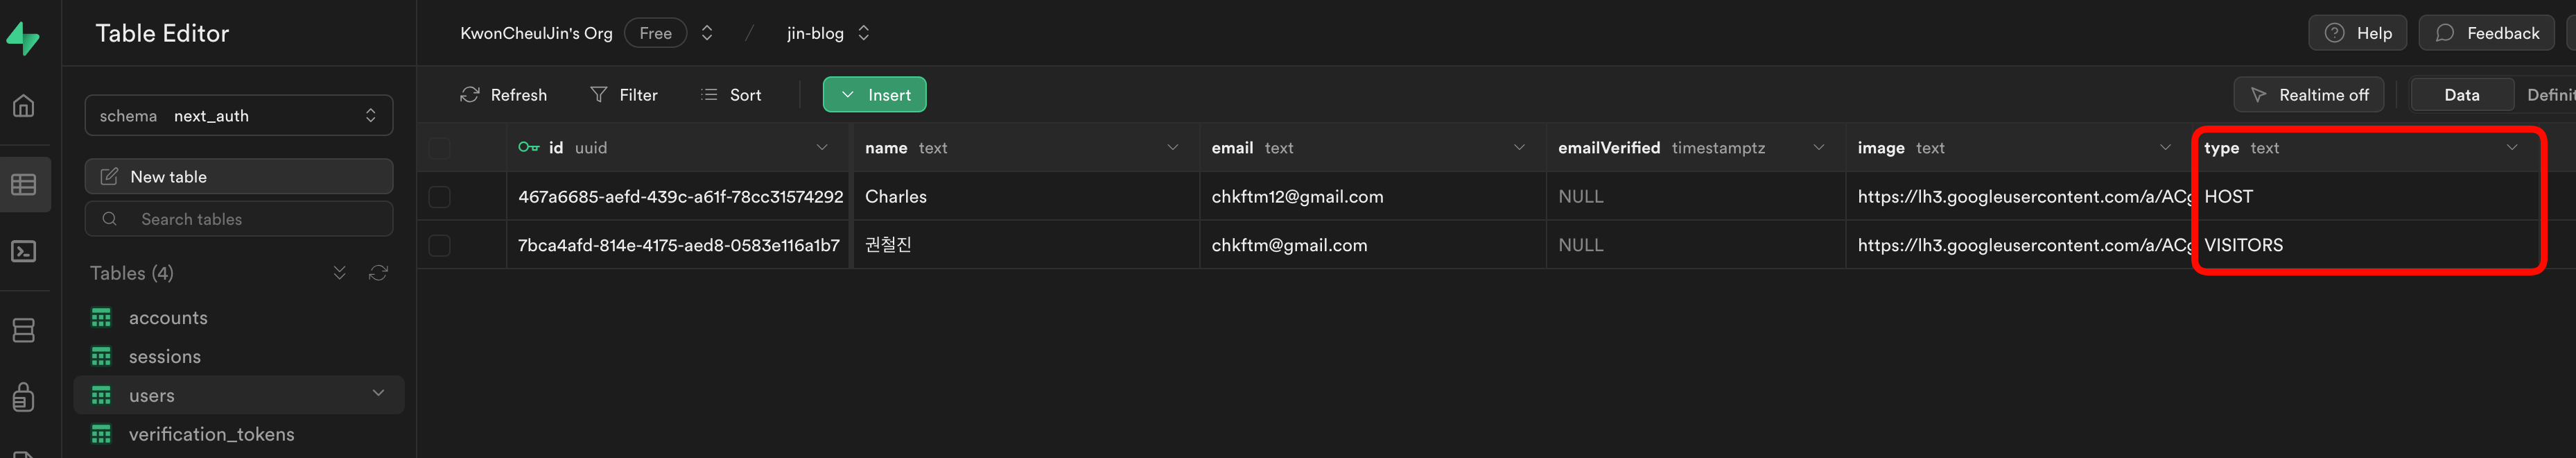 Table Editor
KwonCheulJin's Org Free / jin-blog
Help Feedback
schema next_auth
New table
Search tables
Tables (4)
accounts
sessions
users
verification_tokens
Refresh Filter Sort Insert
Realtime off Data Definit
id uuid name text email text emailVerified timestamptz image text type text
467a6685-aefd-439c-a61f-78cc31574292 Charles chkftm12@gmail.com NULL https://lh3.googleusercontent.com/a/ACg HOST
7bca4afd-814e-4175-aed8-0583e116a1b7 권철진 chkftm@gmail.com NULL https://lh3.googleusercontent.com/a/ACg VISITORS